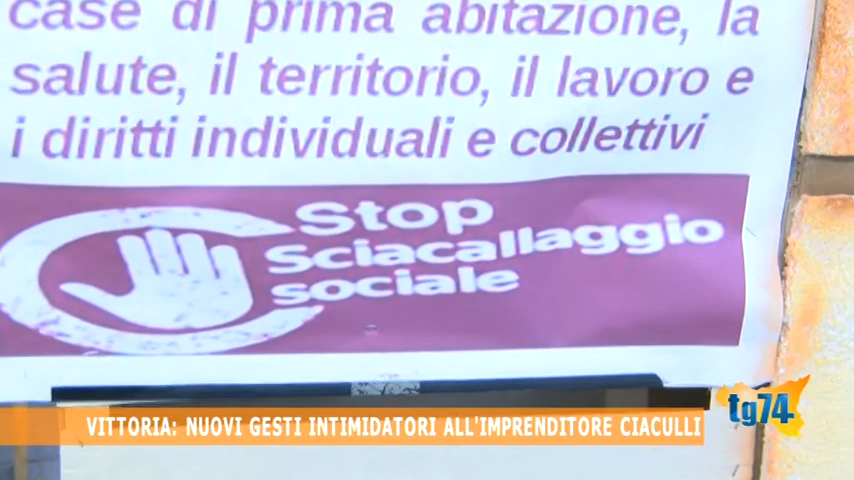 case di prima abitazione, la
salute, il territorio, il lavoro e
i diritti individuali e collettivi
Stop
Sciacallaggio
sociale
tg74
VITTORIA: NUOVI GESTI INTIMIDATORI ALL'IMPRENDITORE CIACULLI